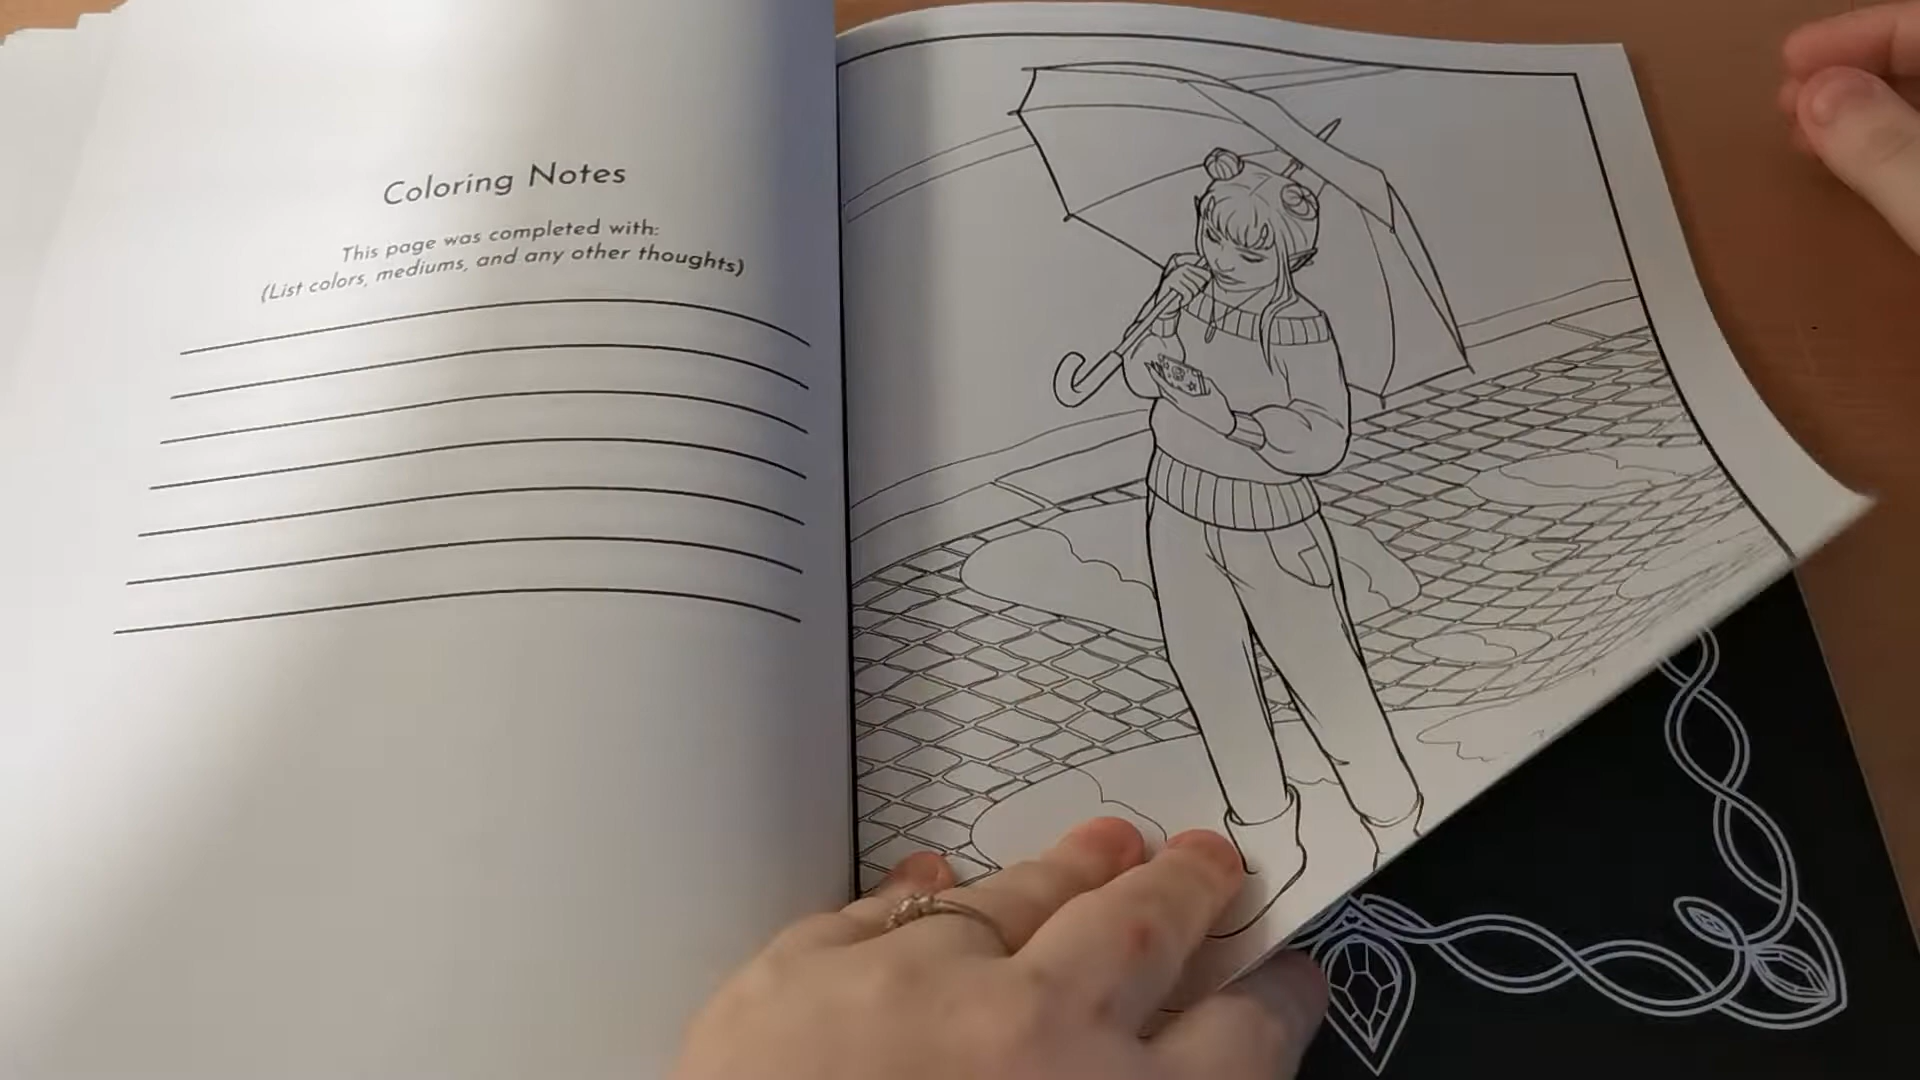 Coloring Notes
This page was completed with:
(List colors, mediums, and any other thoughts)